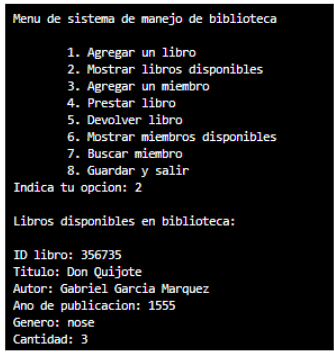 Menu de sistema de manejo de biblioteca
1. Agregar un libro
2. Mostrar libros disponibles
3. Agregar un miembro
4. Prestar libro
5. Devolver libro
6. Mostrar miembros disponibles
7. Buscar miembro
8. Guardar y salir
Indica tu opcion: 2
Libros disponibles en biblioteca:
ID libro: 356735
Titulo: Don Quijote
Autor: Gabriel Garcia Marquez
Ano de publicacion: 1555
Genero: nose
Cantidad: 3